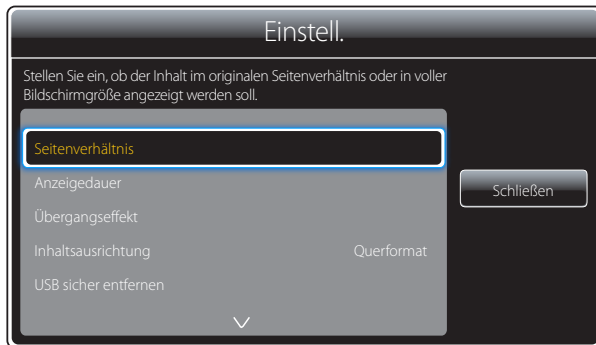 Einstell.
Stellen Sie ein, ob der Inhalt im originalen Seitenverhältnis oder in voller
Bildschirmgröße angezeigt werden soll.
Seitenverhältnis
Anzeigedauer
Schließen
Übergangseffekt
Inhaltsausrichtung Querformat
USB sicher entfernen